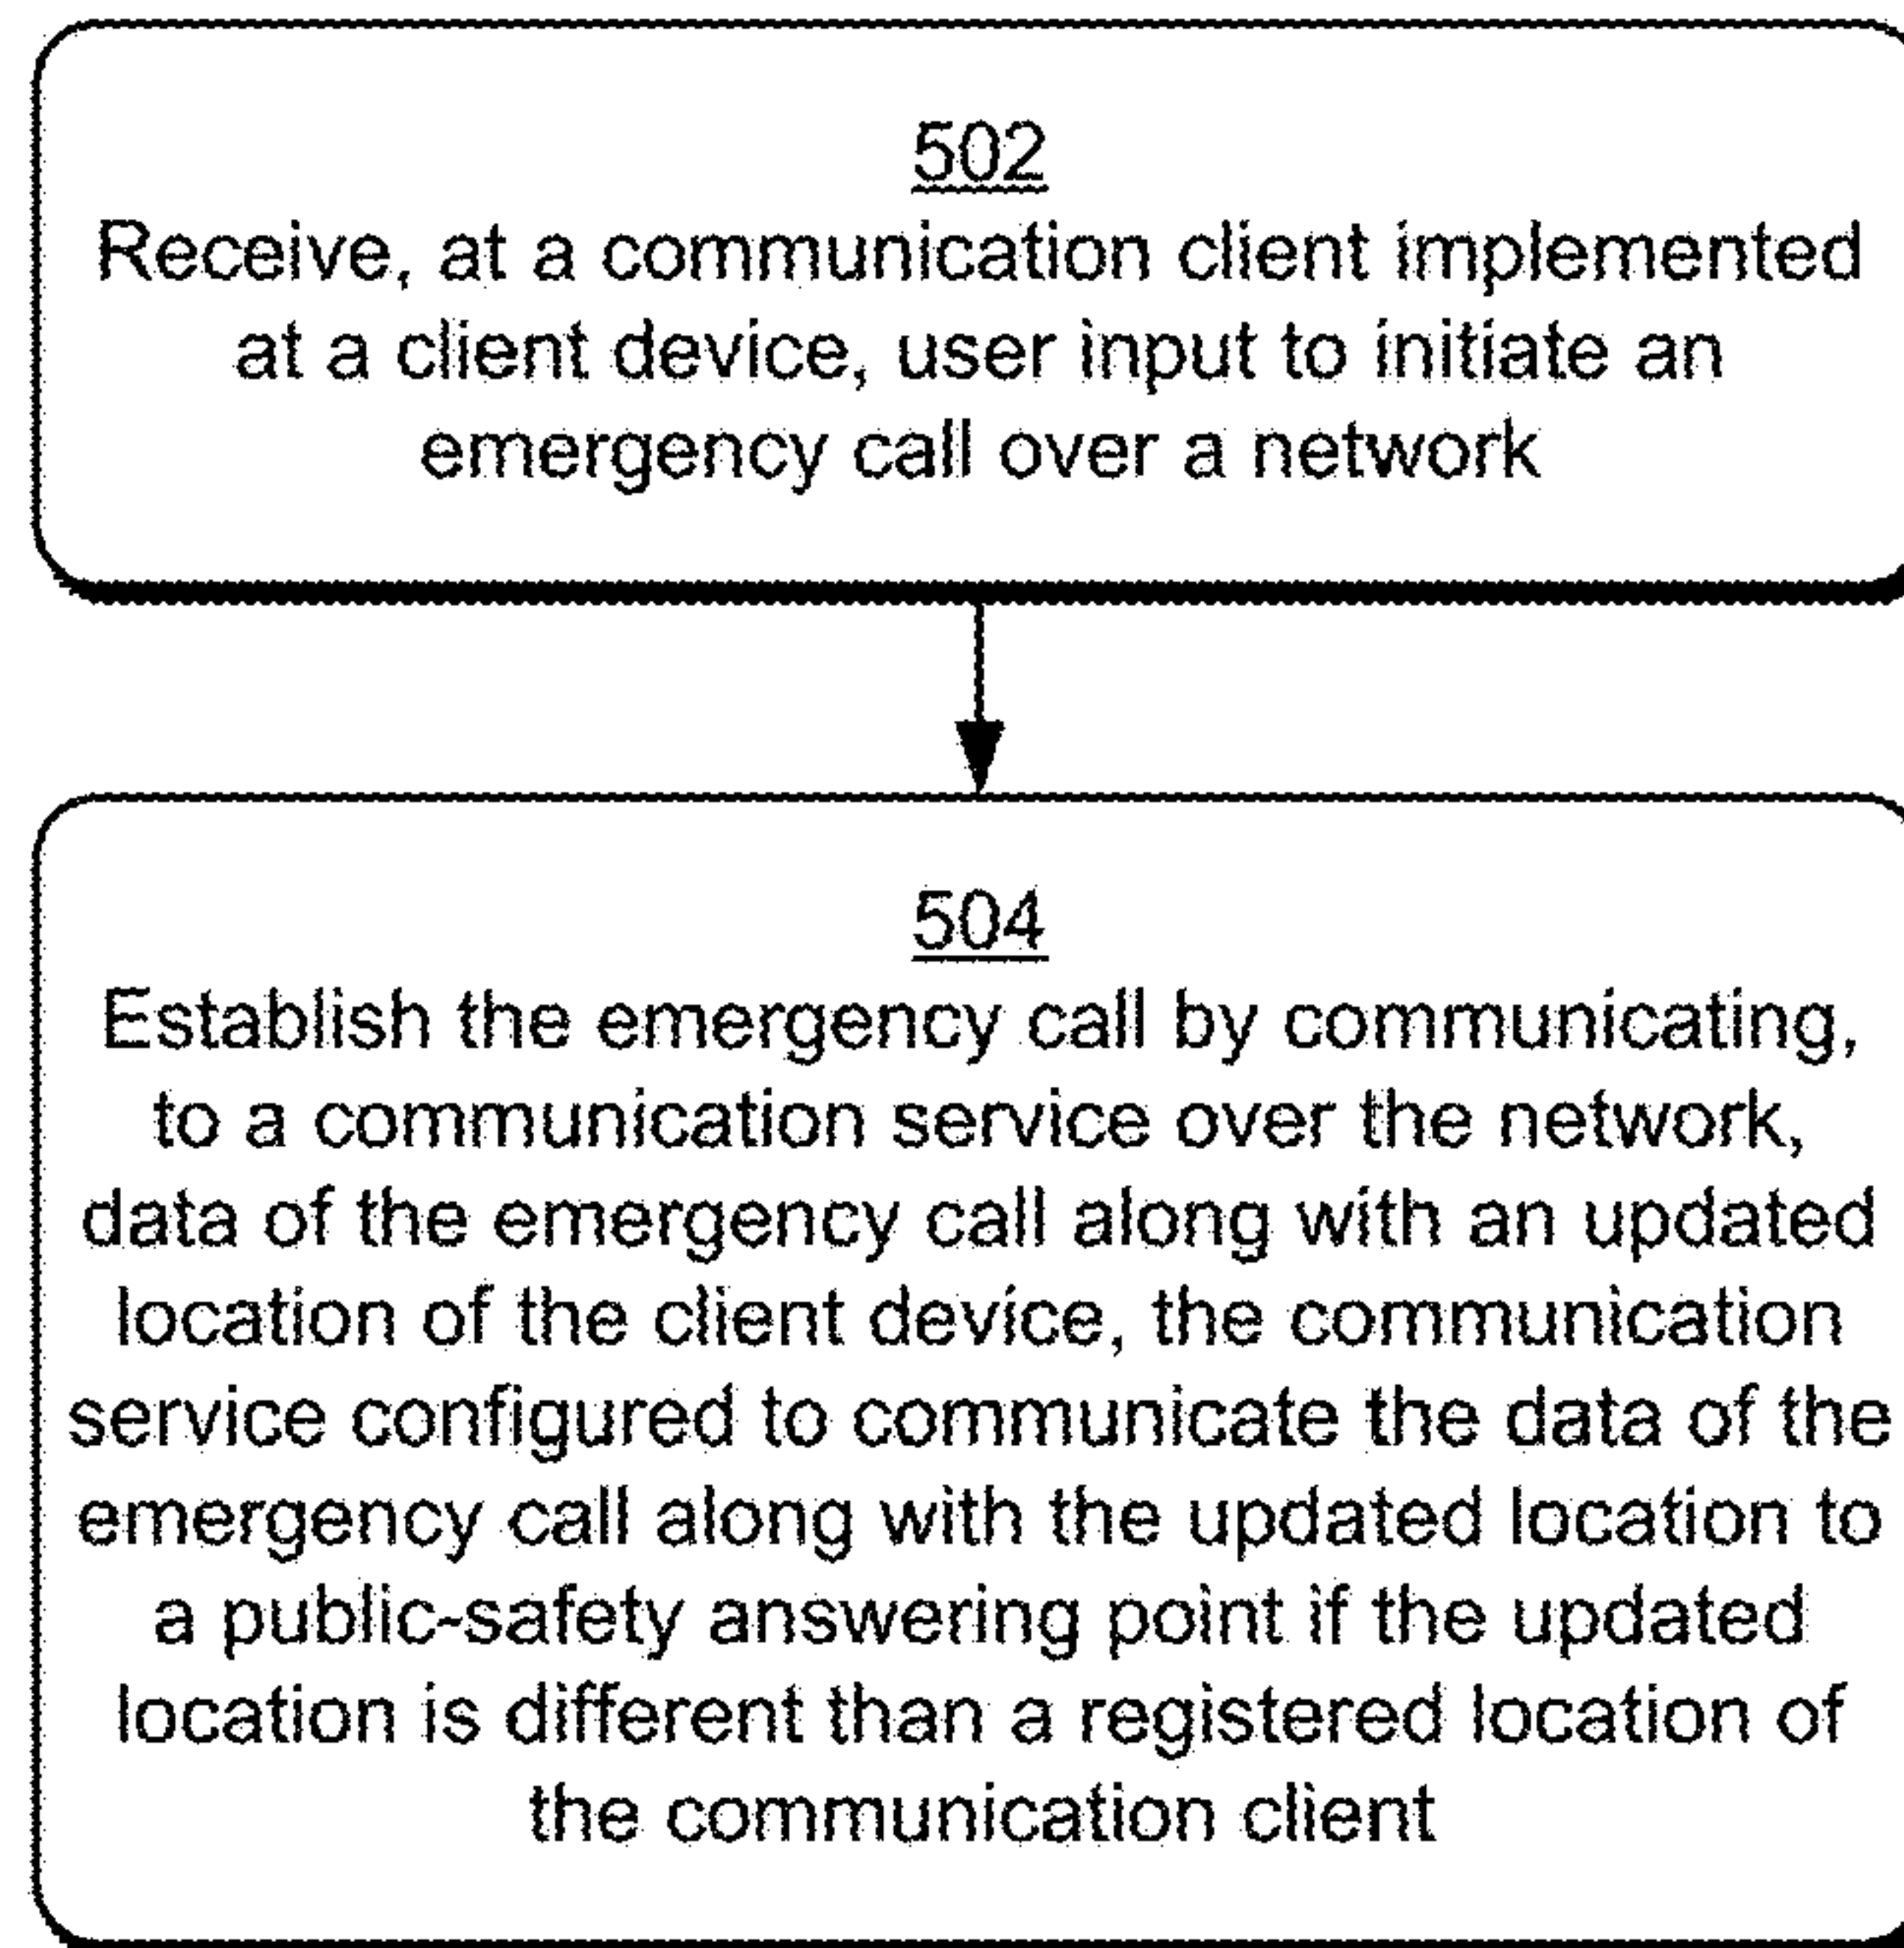 502
Receive, at a communication client implemented
at a client device, user input to initiate an
emergency call over a network
504
Establish the emergency call by communicating,
to a communication service over the network,
data of the emergency call along with an updated
location of the client device, the communication
service configured to communicate the data of the
emergency call along with the updated location to
a public-safety answering point if the updated
location is different than a registered location of
the communication client